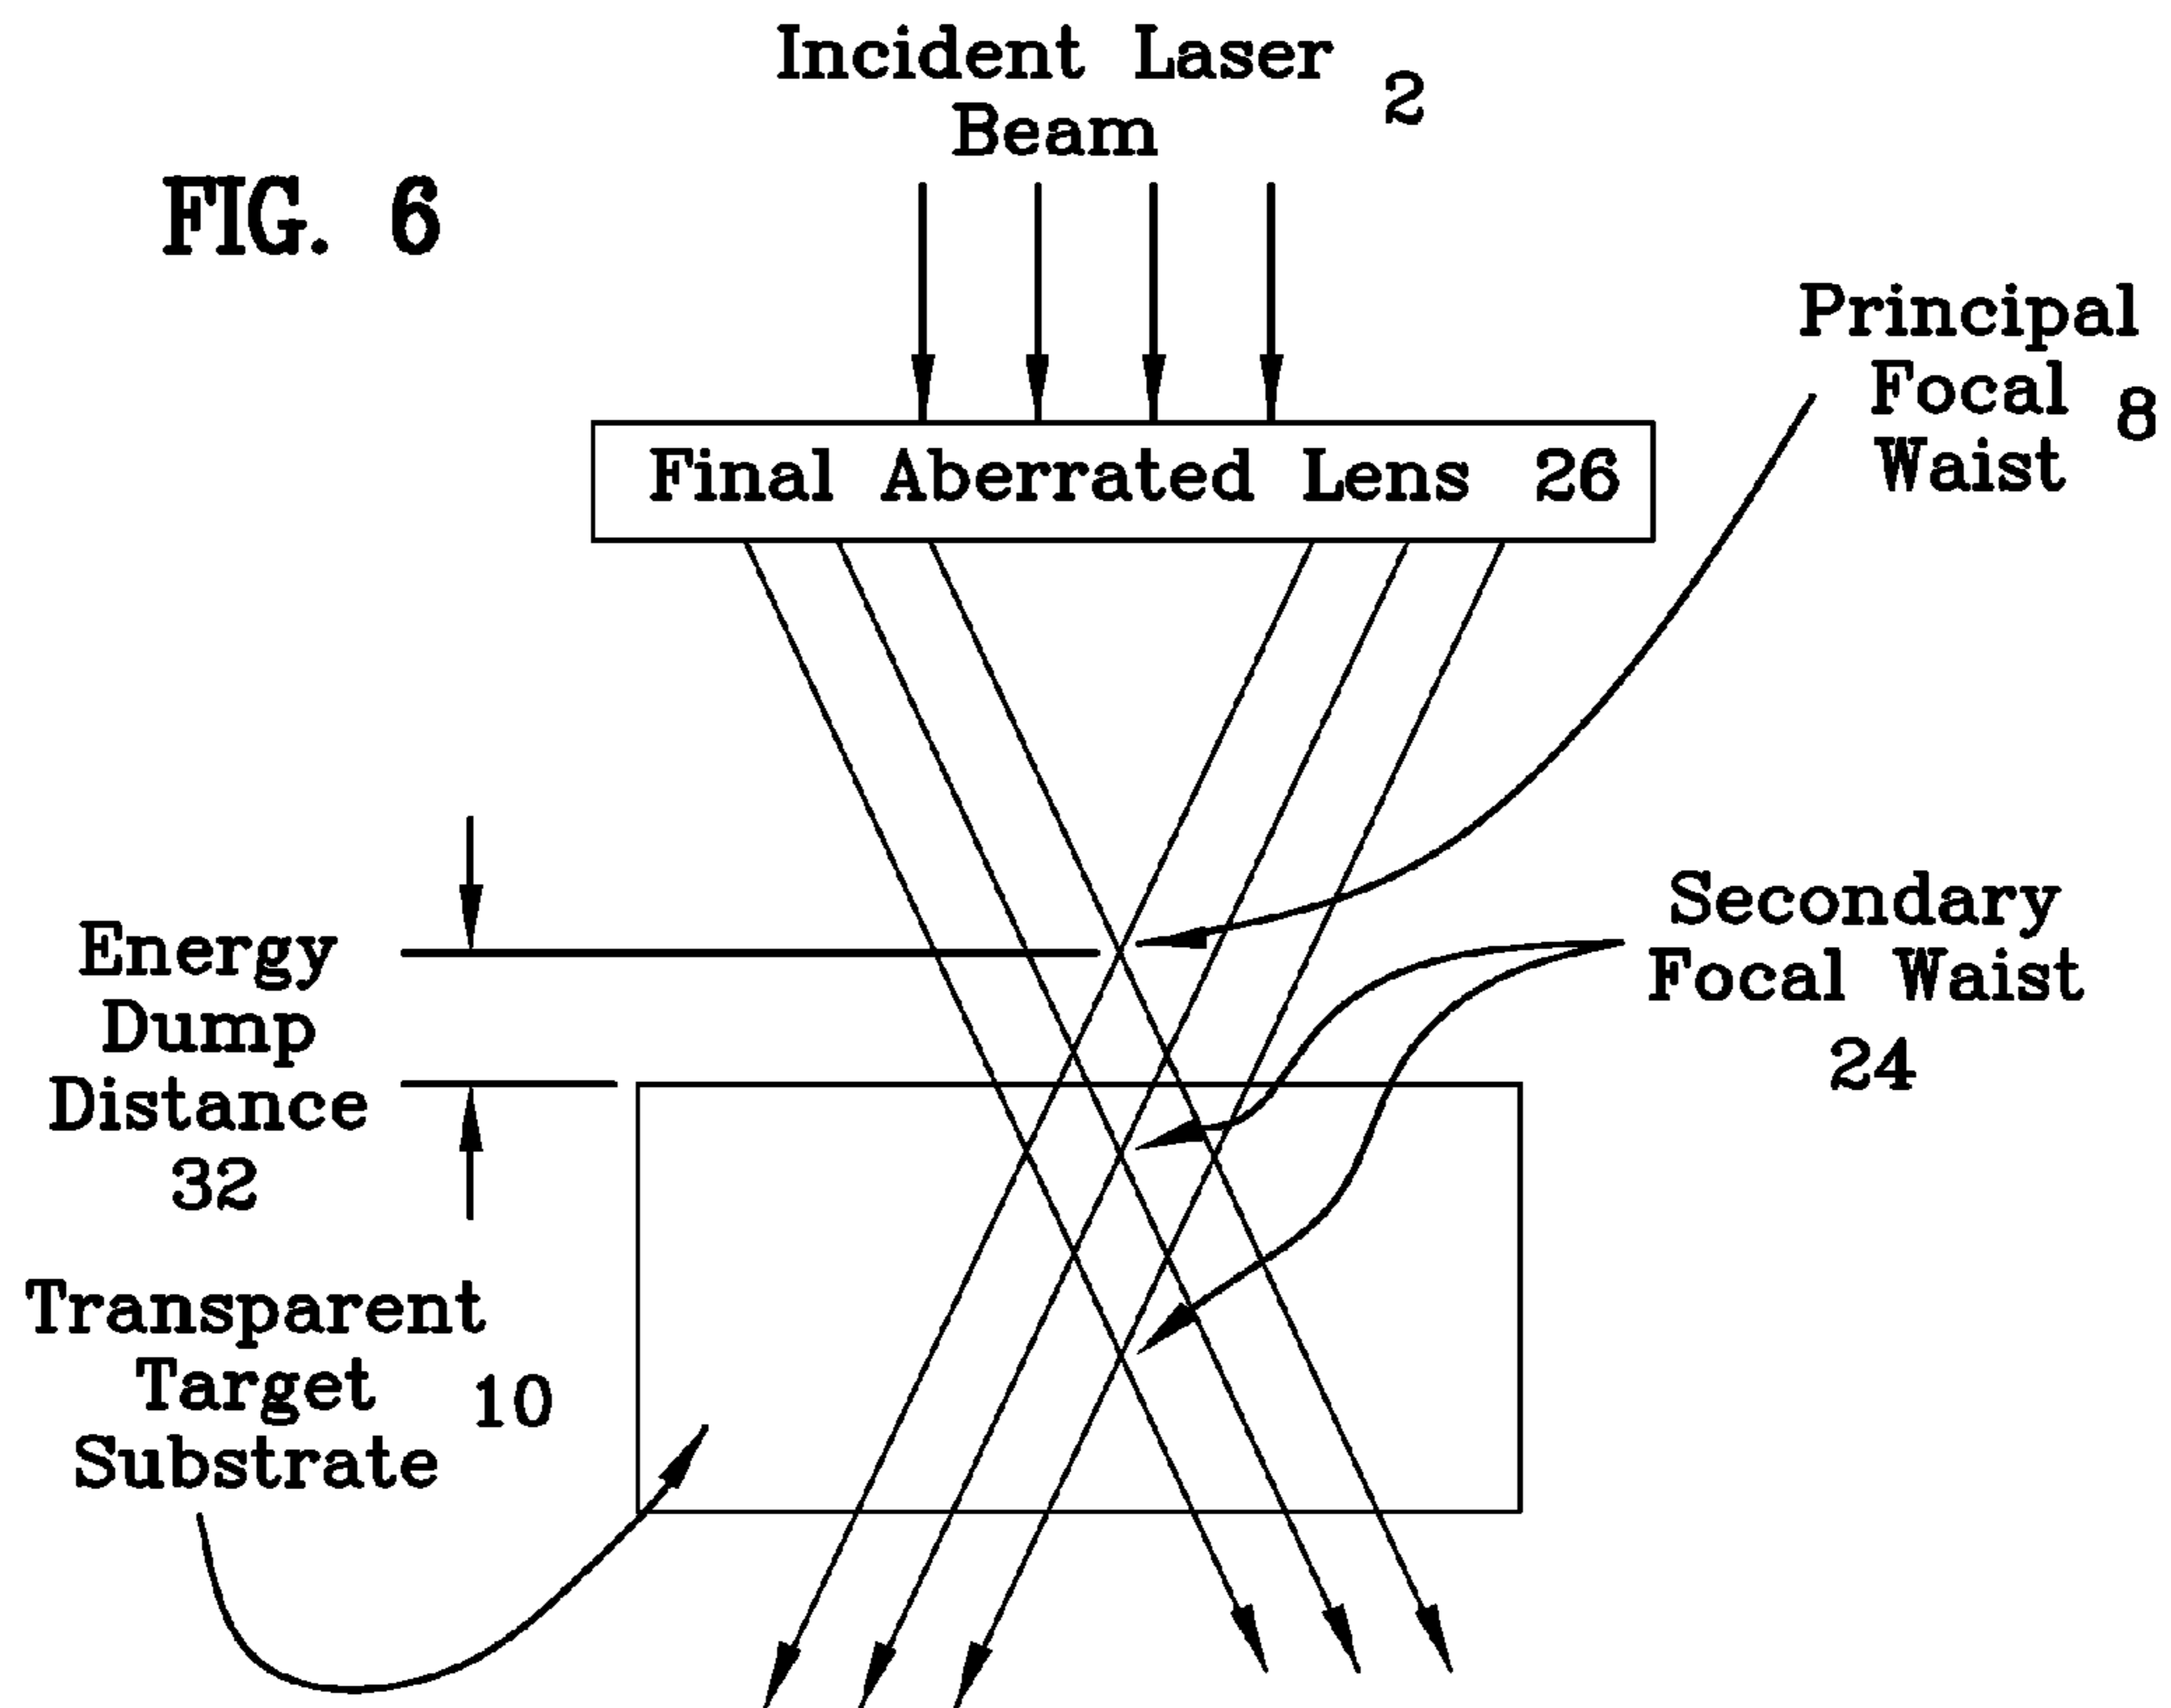 Incident Laser
Beam
2
FIG. 6
Principal
Focal
Waist
8
Final Aberrated Lens 26
Secondary
Focal Waist
24
Energy
Dump
Distance
32
Transparent
Target
Substrate
10